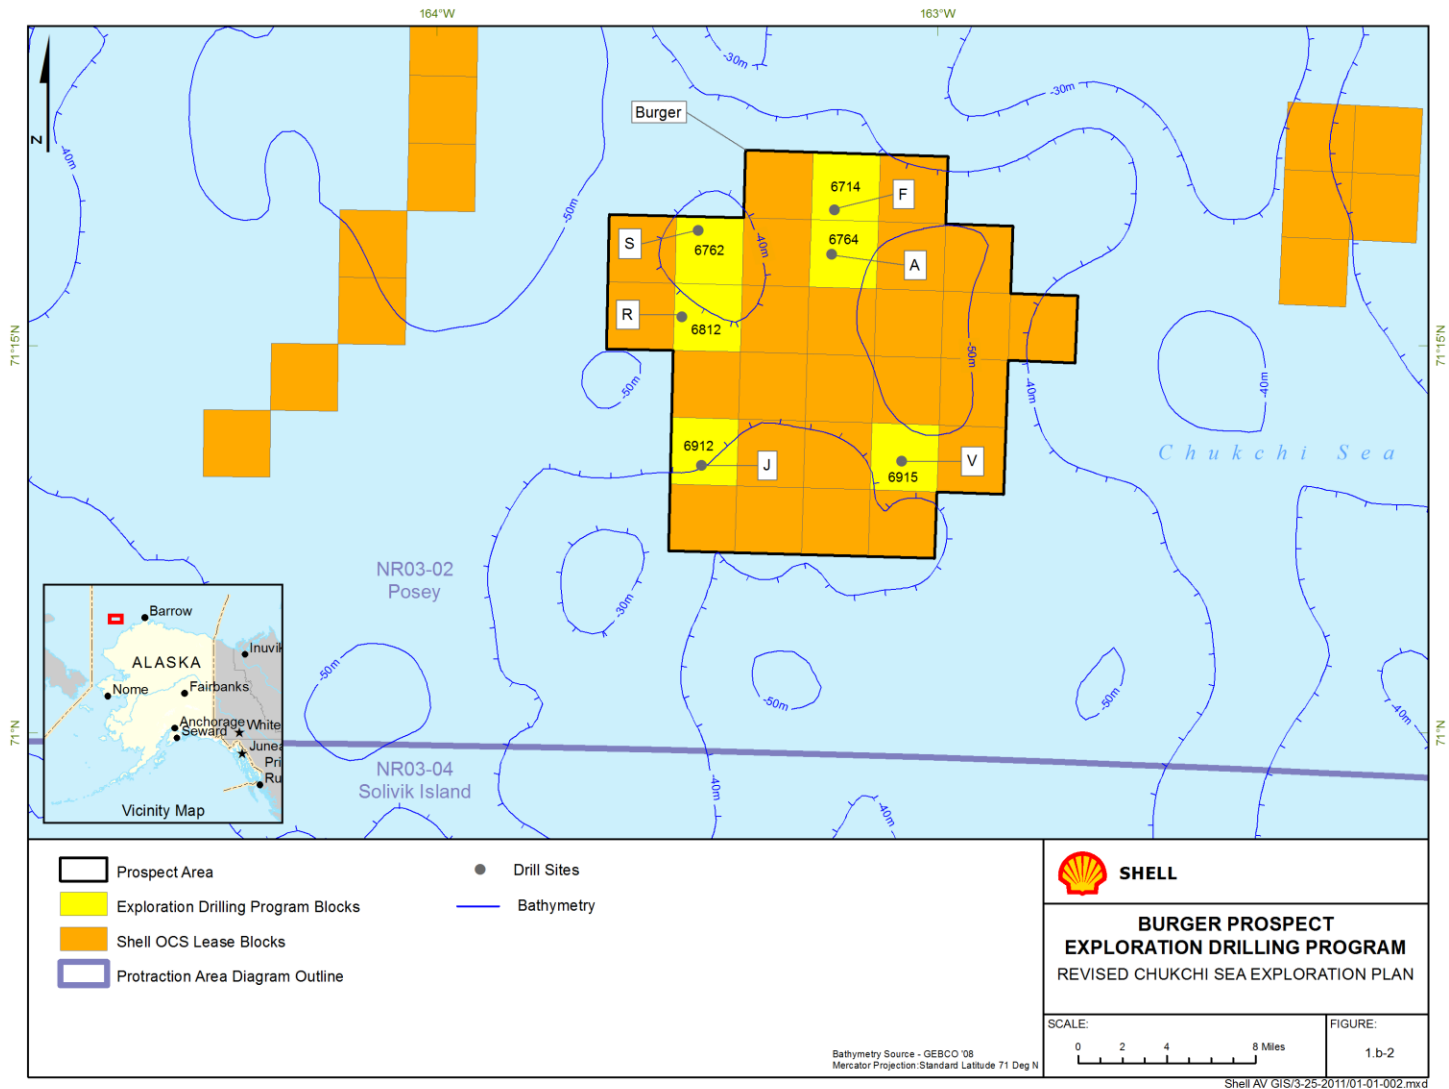 164°W
163°W
-30m
-30m
N
-40m
Burger
6714
F
-50m
S
6762
-40m
6764
A
R
6812
71°15'N
71°15'N
-50m
-50m
-40m
-40m
Chukchi Sea
6912
J
V
6915
NR03-02
Posey
-30m
Barrow
ALASKA
Inuvik
Nome
Fairbanks
Anchorage
White
Seward
Junea
Pri
Ru
Vicinity Map
-50m
-50m
-50m
-40m
71°N
71°N
NR03-04
Solivik Island
-40m
-40m
Prospect Area
Exploration Drilling Program Blocks
Shell OCS Lease Blocks
Protraction Area Diagram Outline
Drill Sites
Bathymetry
Bathymetry Source - GEBCO '08
Mercator Projection:Standard Latitude 71 Deg N
SHELL
BURGER PROSPECT
EXPLORATION DRILLING PROGRAM
REVISED CHUKCHI SEA EXPLORATION PLAN
SCALE:
0 2 4 8 Miles
FIGURE:
1.b-2
Shell AV GIS/3-25-2011/01-01-002.mxd